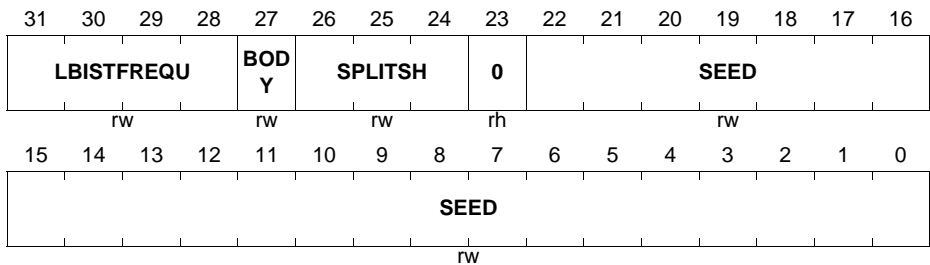 31 30 29 28 27 26 25 24 23 22 21 20 19 18 17 16
LBISTFREQU BOD Y SPLITSH 0 SEED
rw rw rw rh rw
15 14 13 12 11 10 9 8 7 6 5 4 3 2 1 0
SEED
rw